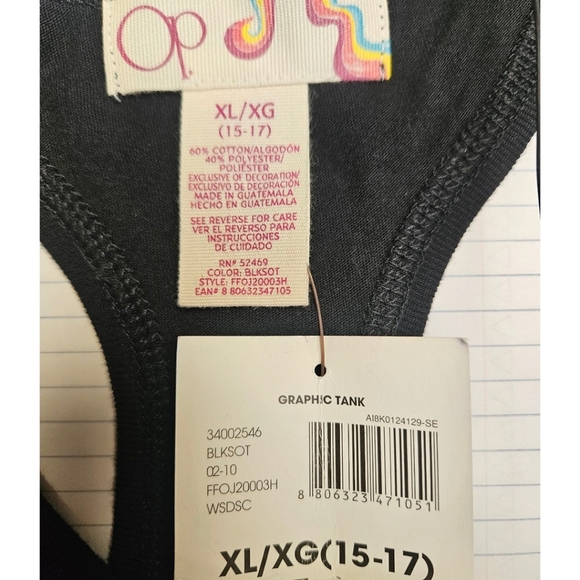 Op.
XL/XG
(15-17)
60% COTTON/ALGODÓN
40% POLYESTER/
POLIÉSTER
EXCLUSIVE OF DECORATION/
EXCLUSIVO DE DECORACIÓN
MADE IN GUATEMALA
HECHO EN GUATEMALA
SEE REVERSE FOR CARE
VER EL REVERSO PARA
INSTRUCCIONES
DE CUIDADO
RN# 52469
COLOR: BLKSOT
STYLE: FFOJ20003H
EAN# 8 80632347105
GRAPHIC TANK
AI8K0124129-SE
34002546
BLKSOT
02-10
FFOJ20003H
WSDSC
8 806323 471051
XL/XG(15-17)